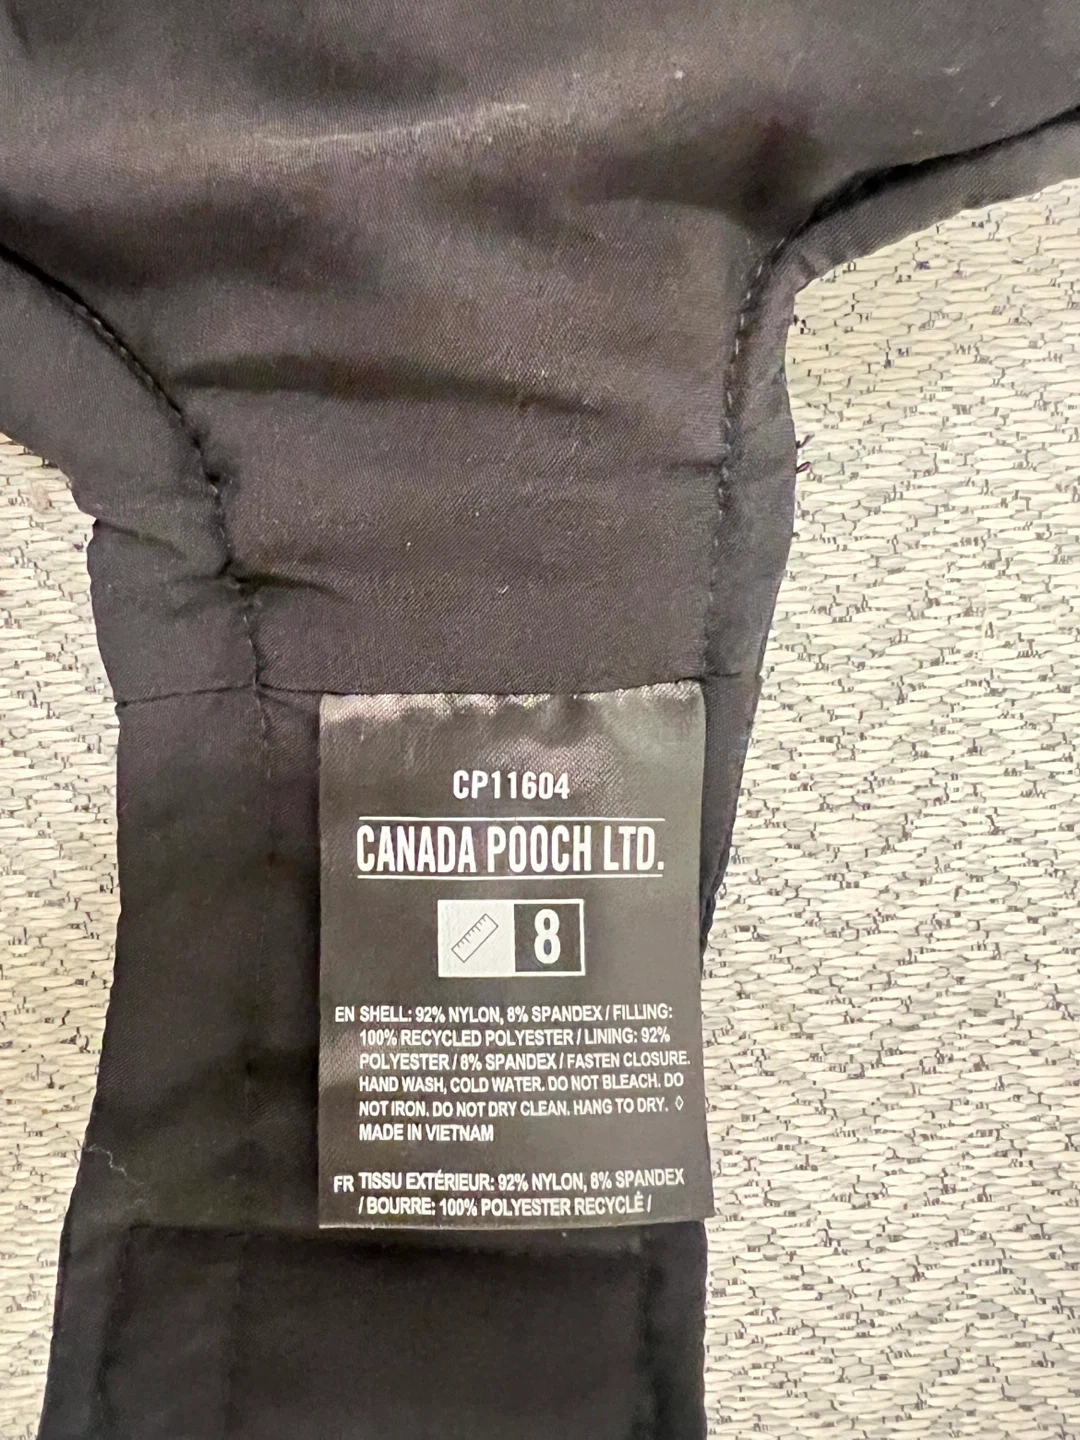 CP11604
CANADA POOCH LTD.
8
EN SHELL: 92% NYLON, 8% SPANDEX / FILLING:
100% RECYCLED POLYESTER / LINING: 92%
POLYESTER / 8% SPANDEX / FASTEN CLOSURE.
HAND WASH, COLD WATER. DO NOT BLEACH. DO
NOT IRON. DO NOT DRY CLEAN. HANG TO DRY. ◊
MADE IN VIETNAM
FR TISSU EXTÉRIEUR: 92% NYLON, 8% SPANDEX
/ BOURRE: 100% POLYESTER RECYCLÉ /